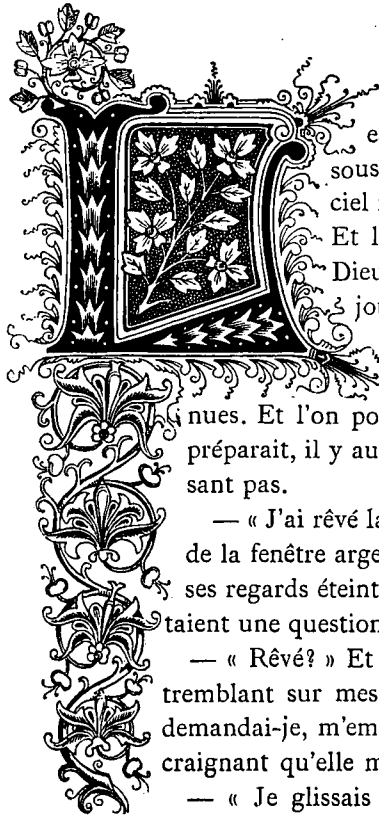 L
e
sous
ciel
Et l
Dieu
jou
nues. Et l'on po
préparait, il y au
sant pas.
— « J'ai rêvé la
de la fenêtre arge
ses regards éteint
taient une question
— « Rêvé? » Et
tremblant sur mes
demandai-je, m'em
craignant qu'elle m
— « Je glissais